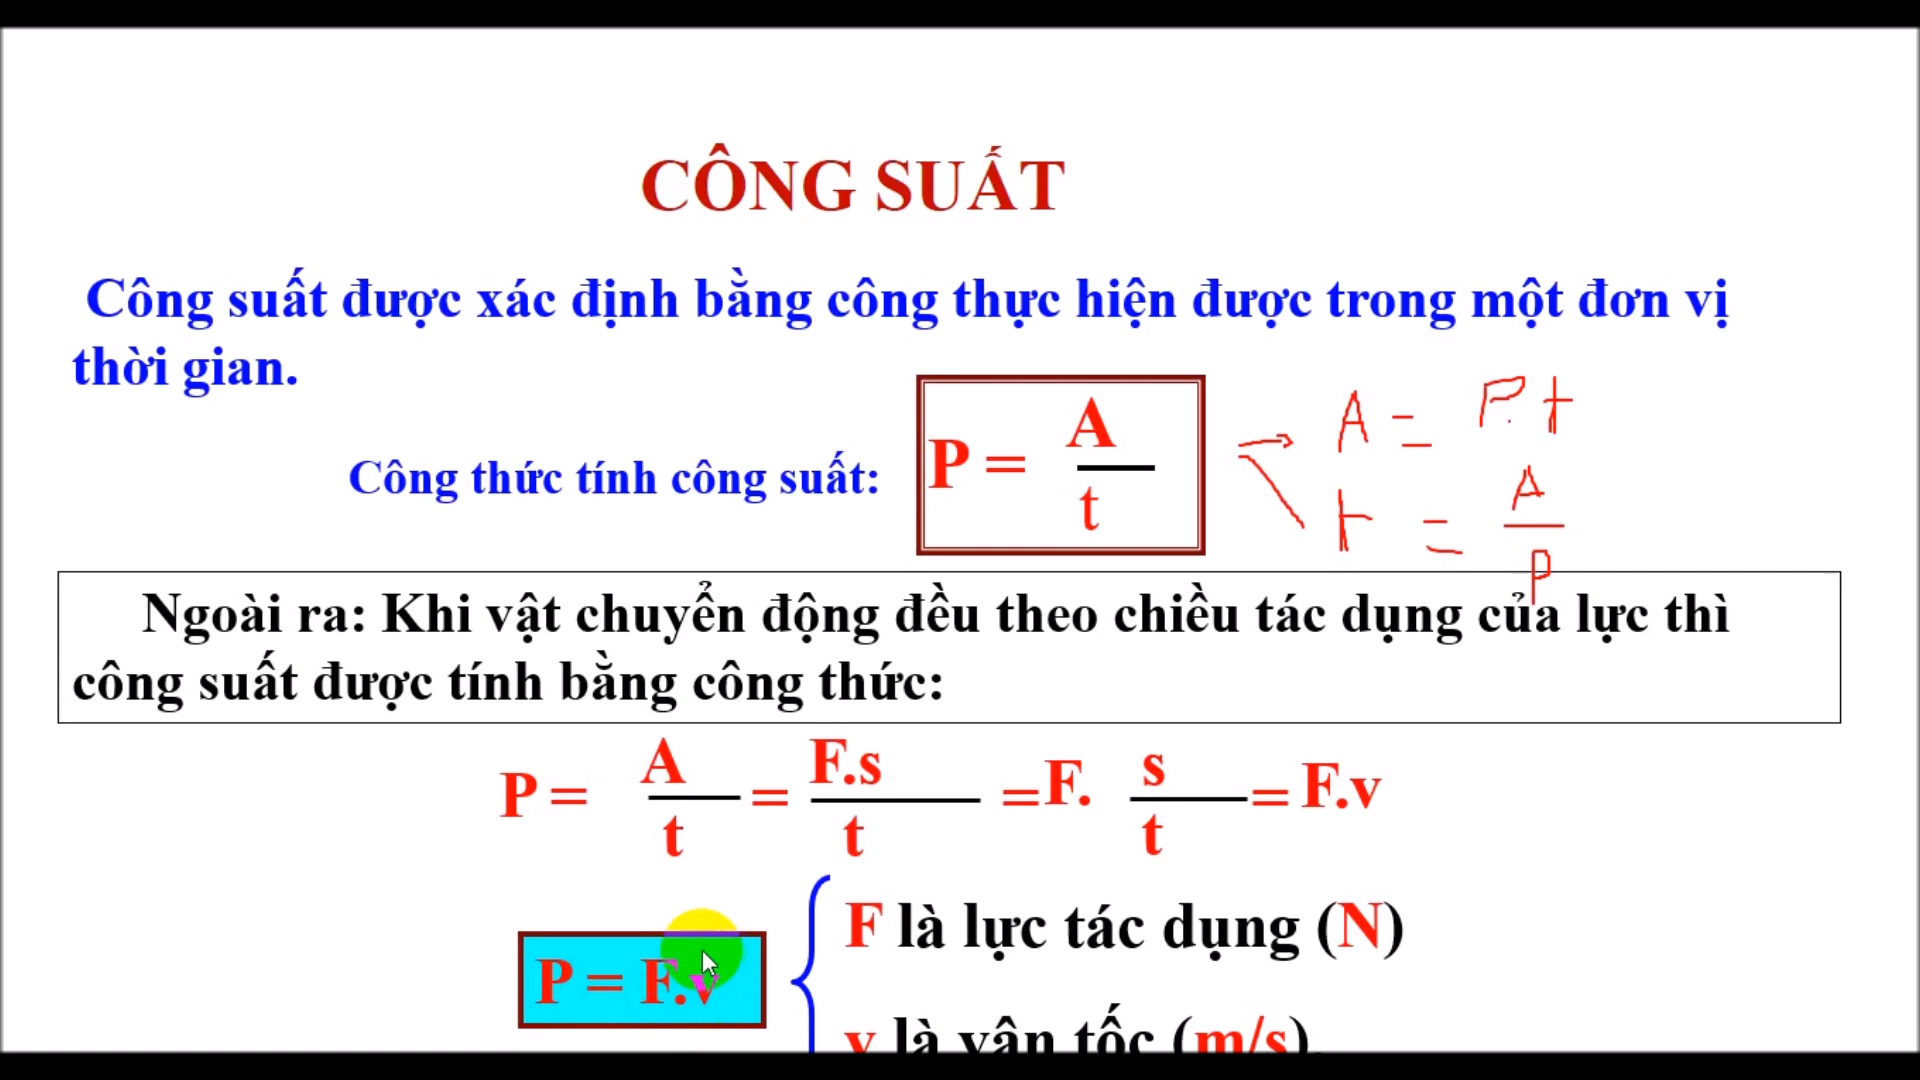 CÔNG SUẤT
Công suất được xác định bằng công thực hiện được trong một đơn vị
thời gian.
Công thức tính công suất:
P = A / t
A = P.t
t = A / P
Ngoài ra: Khi vật chuyển động đều theo chiều tác dụng của lực thì
công suất được tính bằng công thức:
P = A / t = F.s / t = F. s / t = F.v
P = F.v
F là lực tác dụng (N)
v là vận tốc (m/s)